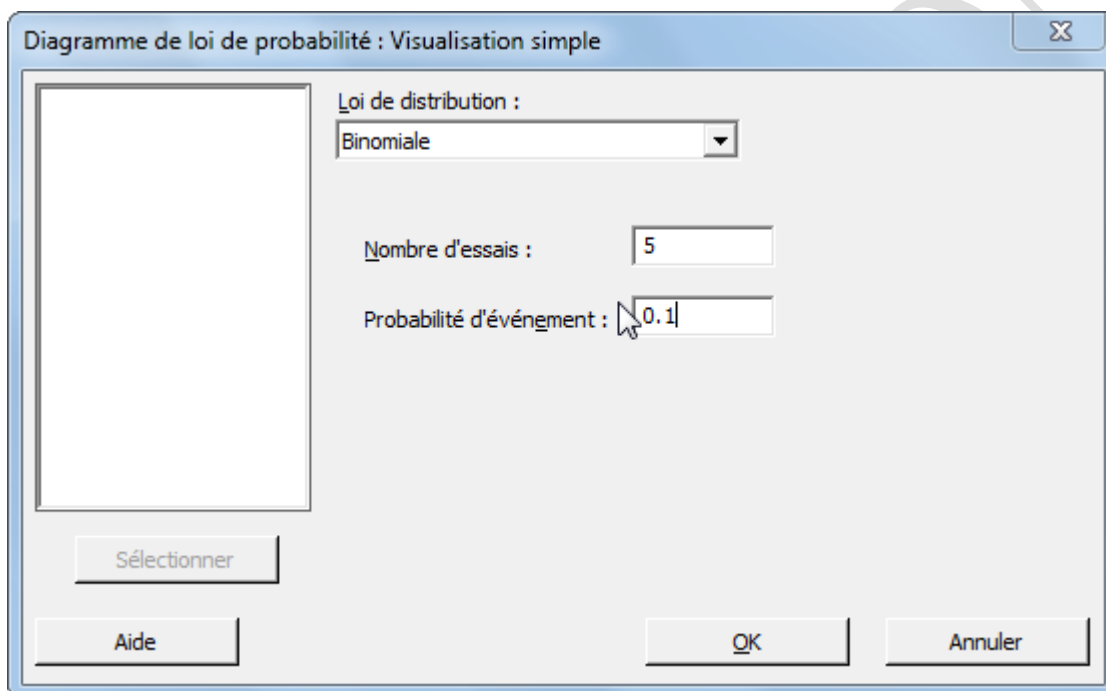 Diagramme de loi de probabilité : Visualisation simple
Loi de distribution :
Binomiale
Nombre d'essais :
5
Probabilité d'événement :
0.1
Sélectionner
Aide
OK
Annuler